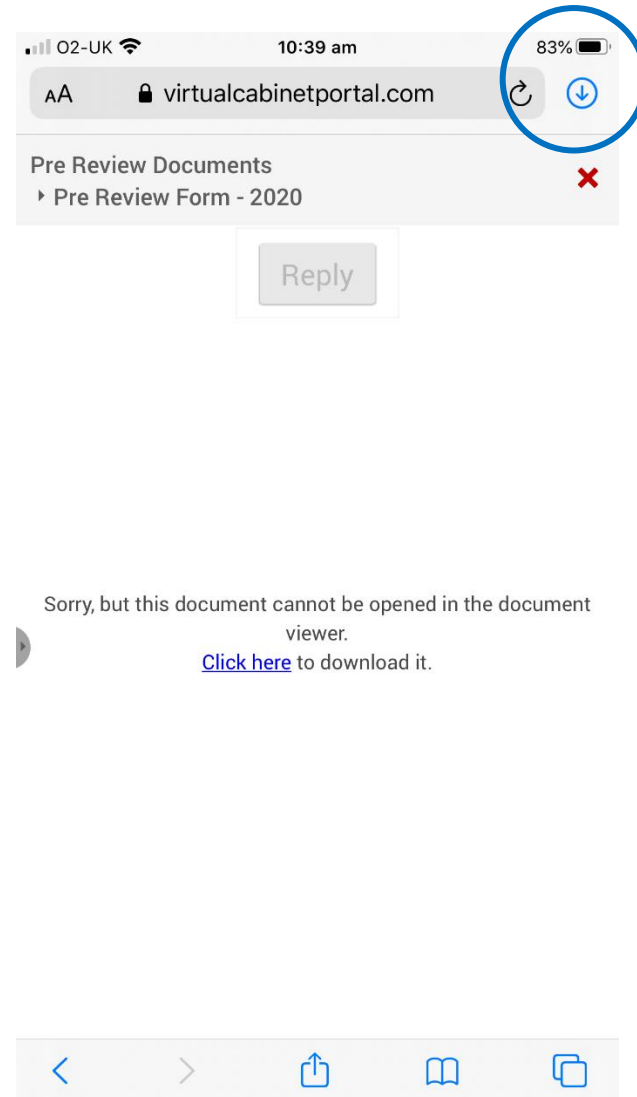 O2-UK 10:39 am 83%
AA virtualcabinetportal.com
Pre Review Documents
Pre Review Form - 2020
Reply
Sorry, but this document cannot be opened in the document
viewer.
Click here to download it.